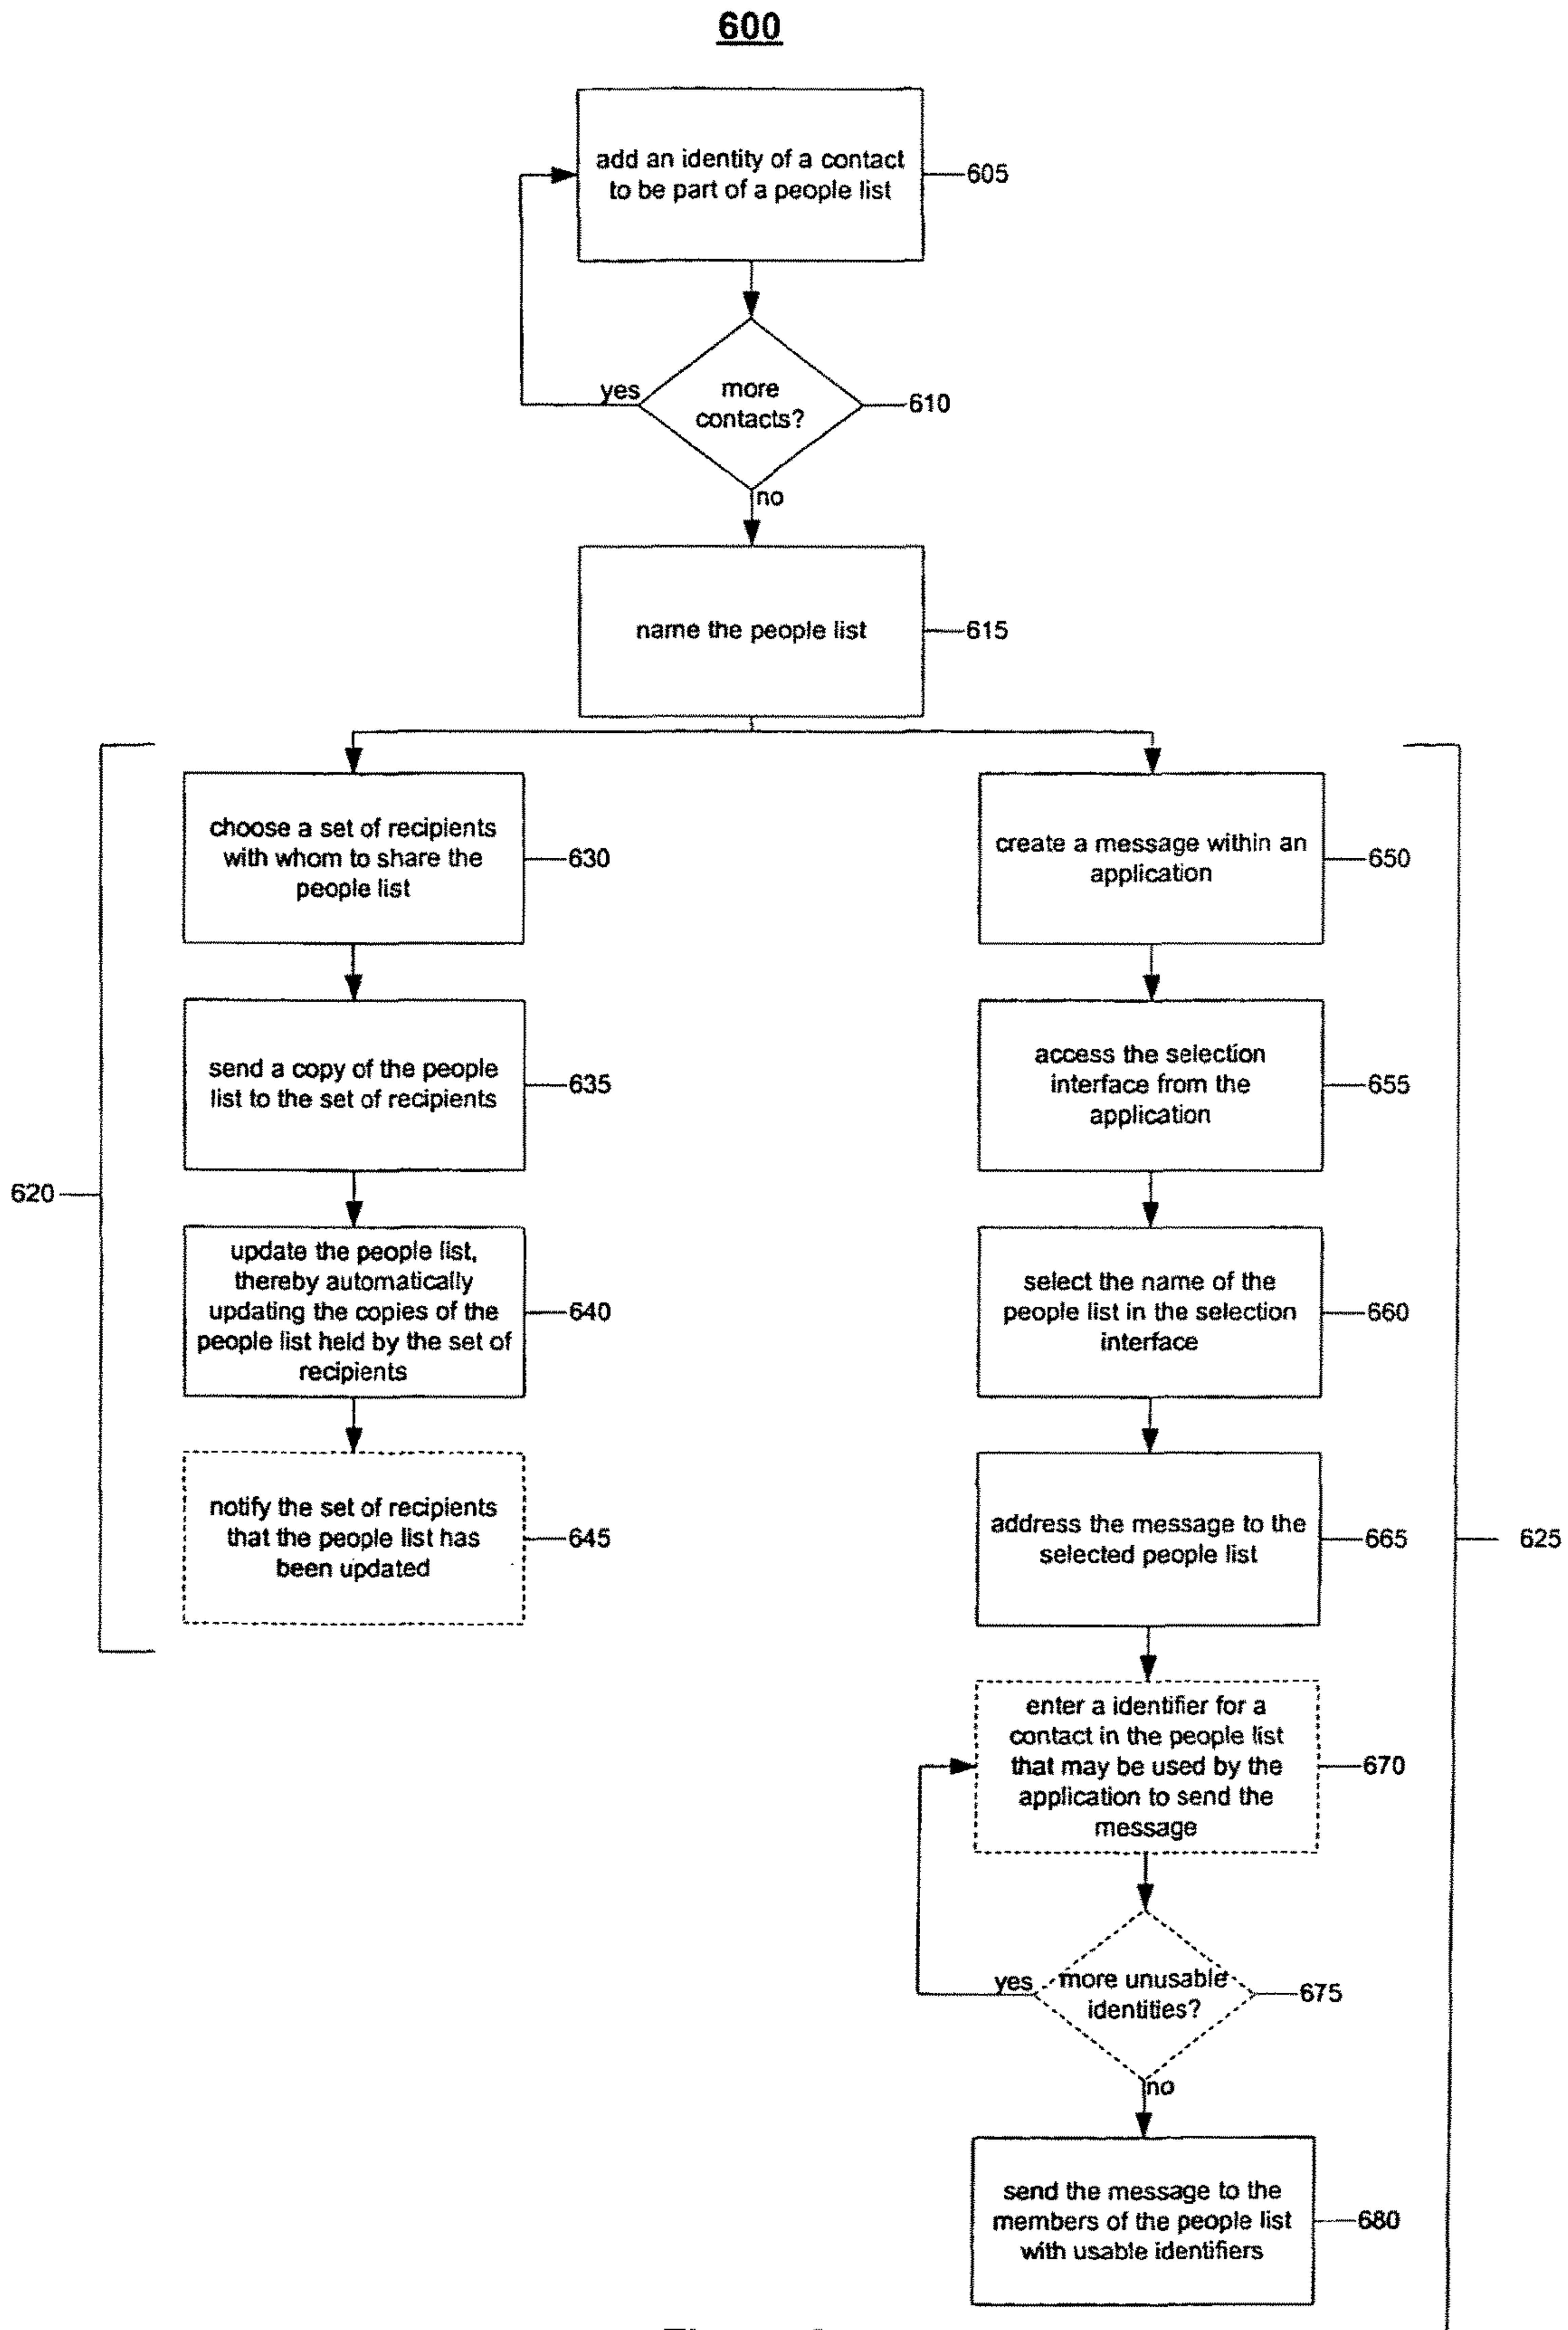 600
add an identity of a contact
to be part of a people list
605
yes
more
contacts?
610
no
name the people list
615
620
choose a set of recipients
with whom to share the
people list
630
send a copy of the people
list to the set of recipients
635
update the people list,
thereby automatically
updating the copies of the
people list held by the set of
recipients
640
notify the set of recipients
that the people list has
been updated
645
create a message within an
application
650
access the selection
interface from the
application
655
select the name of the
people list in the selection
interface
660
address the message to the
selected people list
665
625
enter a identifier for a
contact in the people list
that may be used by the
application to send the
message
670
yes
more unusable
identities?
675
no
send the message to the
members of the people list
with usable identifiers
680